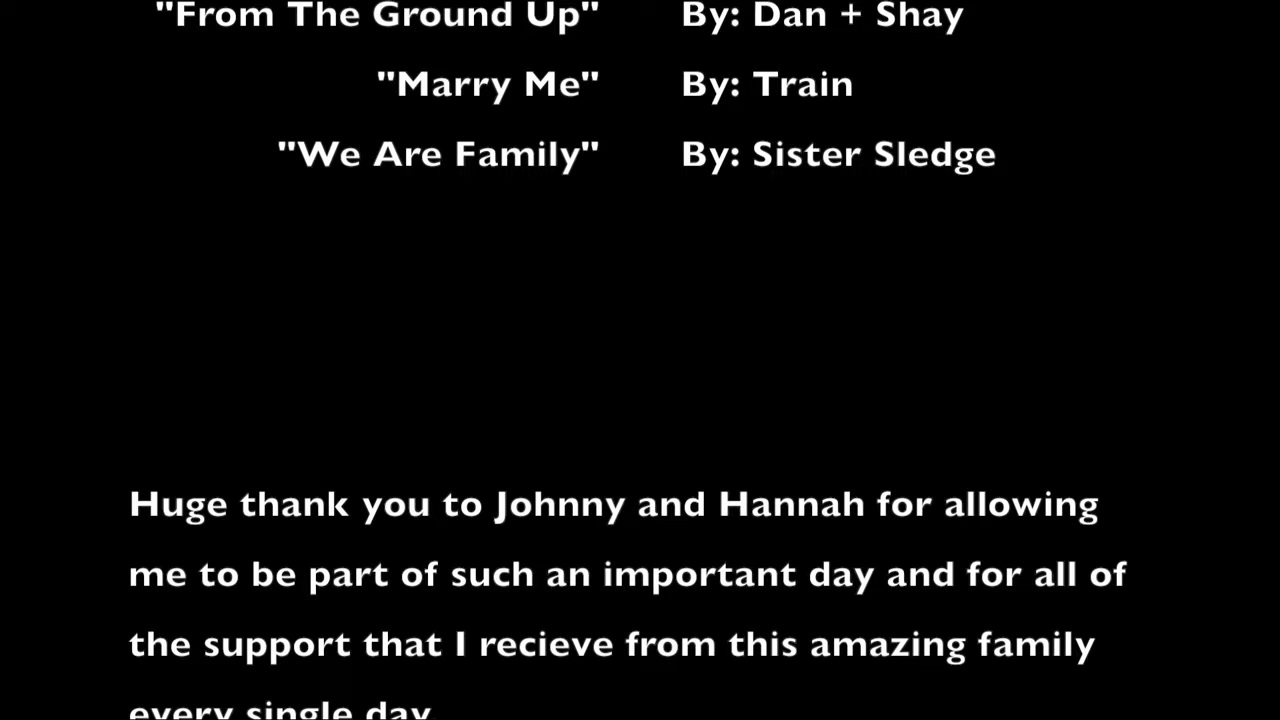 "From The Ground Up" By: Dan + Shay
"Marry Me" By: Train
"We Are Family" By: Sister Sledge
Huge thank you to Johnny and Hannah for allowing
me to be part of such an important day and for all of
the support that I recieve from this amazing family
every single day.